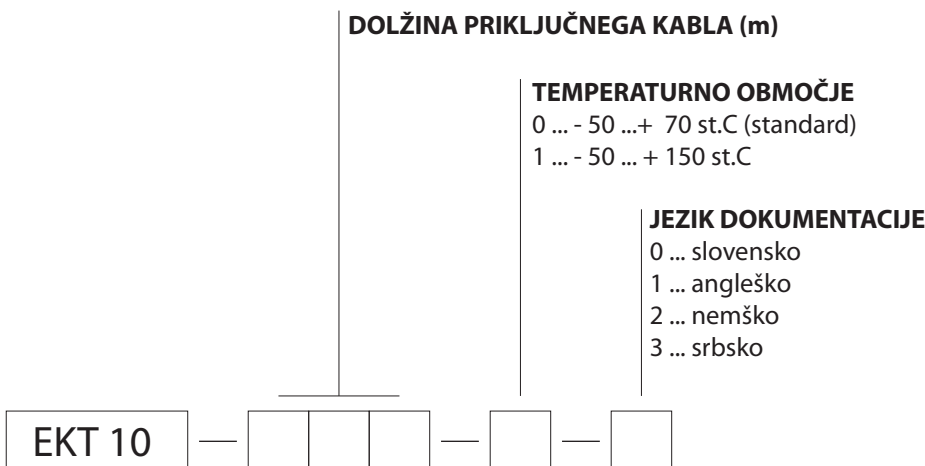 DOLŽINA PRIKLJUČNEGA KABLA (m)
TEMPERATURNO OBMOČJE
0 ... - 50 ...+ 70 st.C (standard)
1 ... - 50 ... + 150 st.C
JEZIK DOKUMENTACIJE
0 ... slovensko
1 ... angleško
2 ... nemško
3 ... srbsko
EKT 10